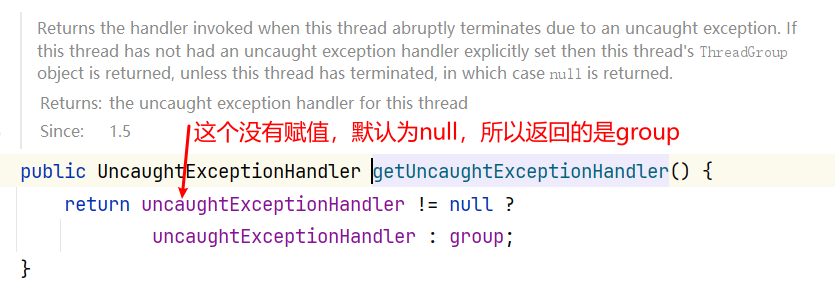 Returns the handler invoked when this thread abruptly terminates due to an uncaught exception. If
this thread has not had an uncaught exception handler explicitly set then this thread's ThreadGroup
object is returned, unless this thread has terminated, in which case null is returned.
Returns: the uncaught exception handler for this thread
Since: 1.5
这个没有赋值，默认为null，所以返回的是group
public UncaughtExceptionHandler getUncaughtExceptionHandler() {
return uncaughtExceptionHandler != null ?
uncaughtExceptionHandler : group;
}